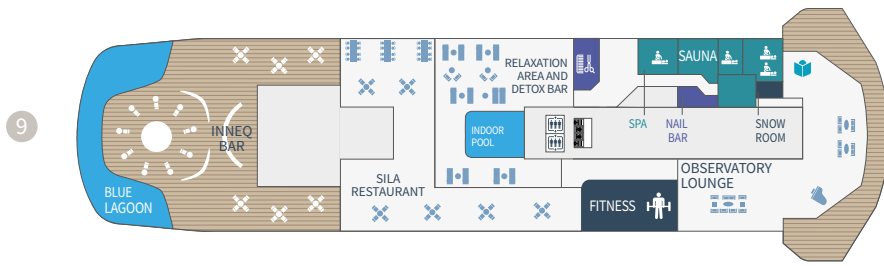 9
BLUE
LAGOON
INNEQ
BAR
SILA
RESTAURANT
RELAXATION
AREA AND
DETOX BAR
INDOOR
POOL
SAUNA
SPA
NAIL
BAR
SNOW
ROOM
FITNESS
OBSERVATORY
LOUNGE